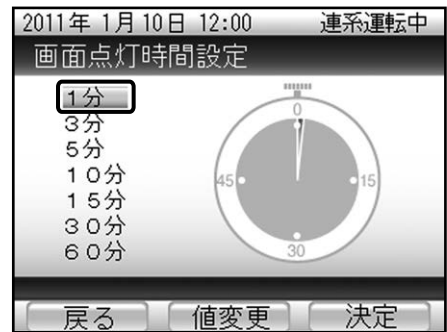 2011年 1月10日 12:00 連系運転中
画面点灯時間設定
1分
3分
5分
10分
15分
30分
60分
0
45
15
30
戻る 値変更 決定